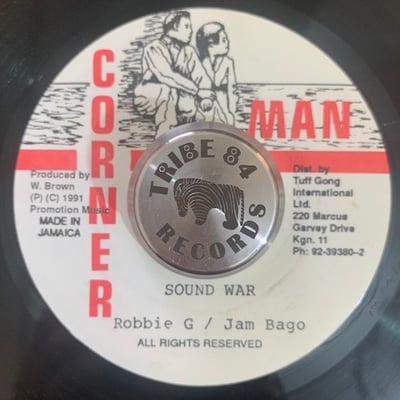 CORNER
MAN
TRIBE 84
RECORDS
Produced by
W. Brown
(P) (C) 1991
Promotion Music
MADE IN
JAMAICA
Dist. by
Tuff Gong
International
Ltd.
220 Marcus
Garvey Drive
Kgn. 11
Ph: 92-39380-2
SOUND WAR
Robbie G / Jam Bago
ALL RIGHTS RESERVED